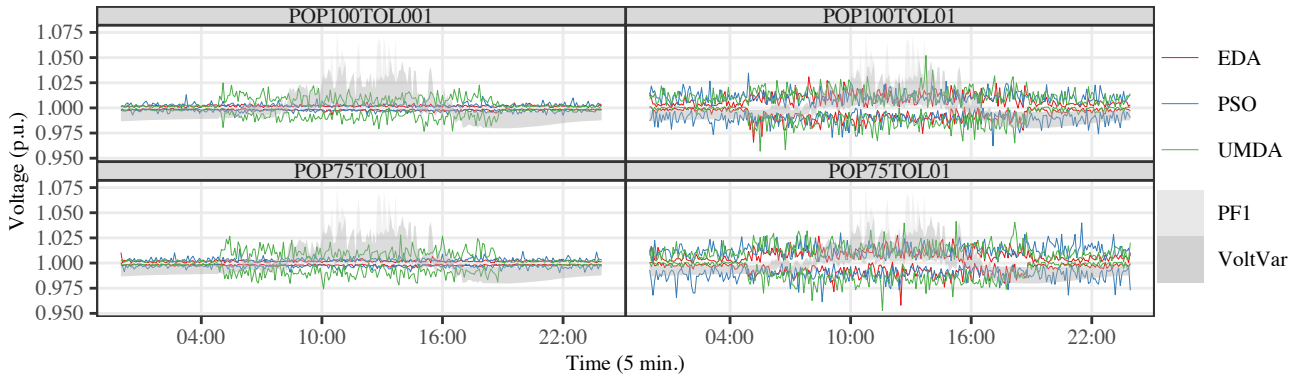 POP100TOL001 POP100TOL01
1.075
1.050
1.025
1.000
0.975
0.950
POP75TOL001 POP75TOL01
1.075
1.050
1.025
1.000
0.975
0.950
Voltage (p.u.)
04:00 10:00 16:00 22:00 04:00 10:00 16:00 22:00
Time (5 min.)
EDA
PSO
UMDA
PF1
VoltVar